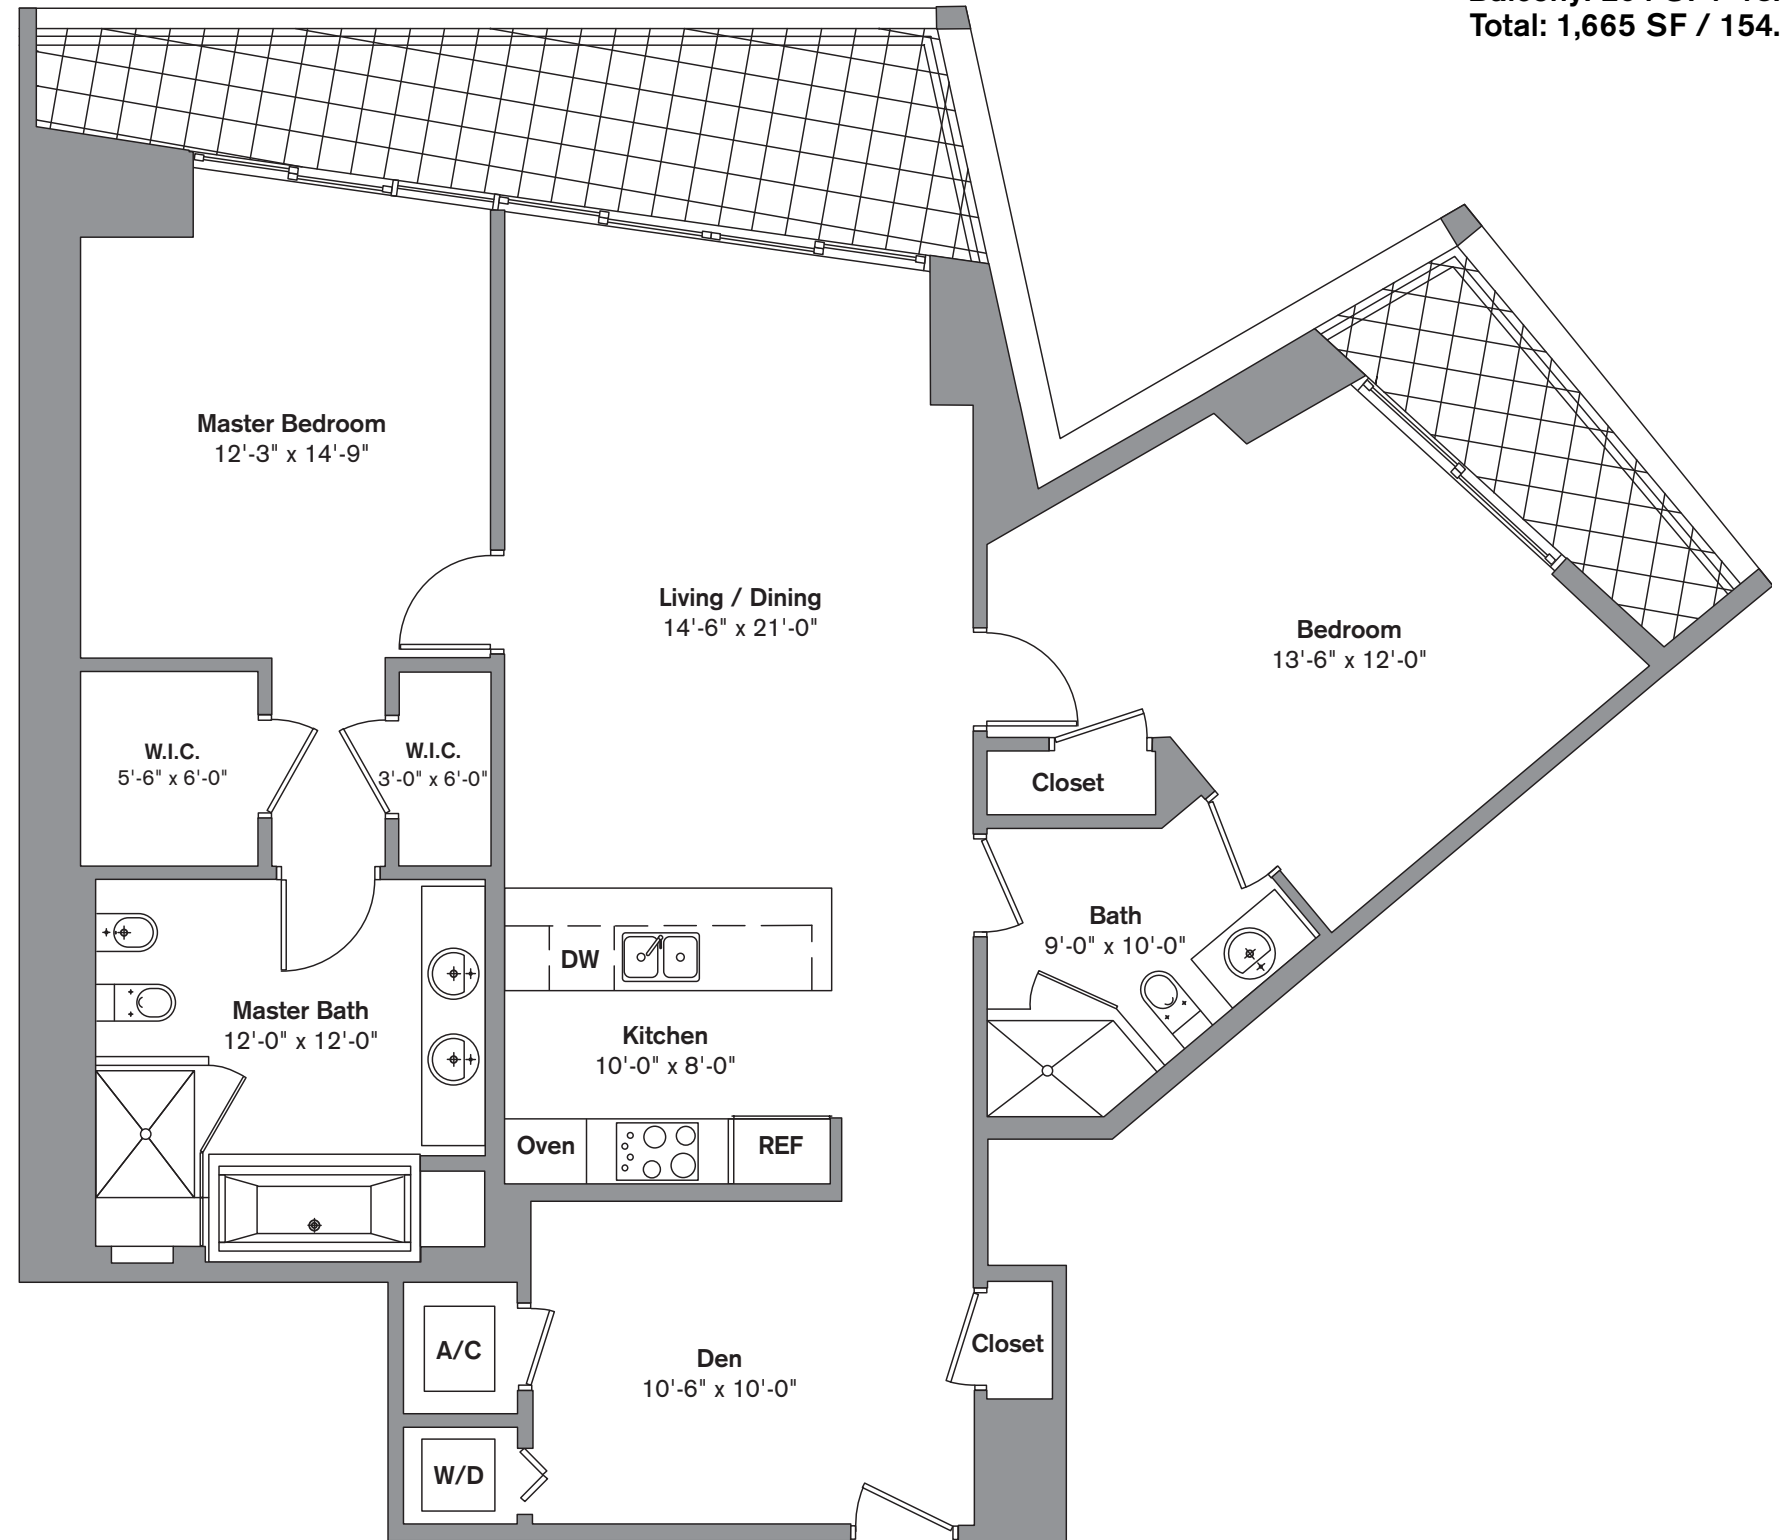 Total: 1,665 SF / 154.
Master Bedroom
12'-3" x 14'-9"
Living / Dining
14'-6" x 21'-0"
Bedroom
13'-6" x 12'-0"
W.I.C.
5'-6" x 6'-0"
W.I.C.
3'-0" x 6'-0"
Closet
Bath
9'-0" x 10'-0"
DW
Master Bath
12'-0" x 12'-0"
Kitchen
10'-0" x 8'-0"
Oven
REF
A/C
Den
10'-6" x 10'-0"
Closet
W/D